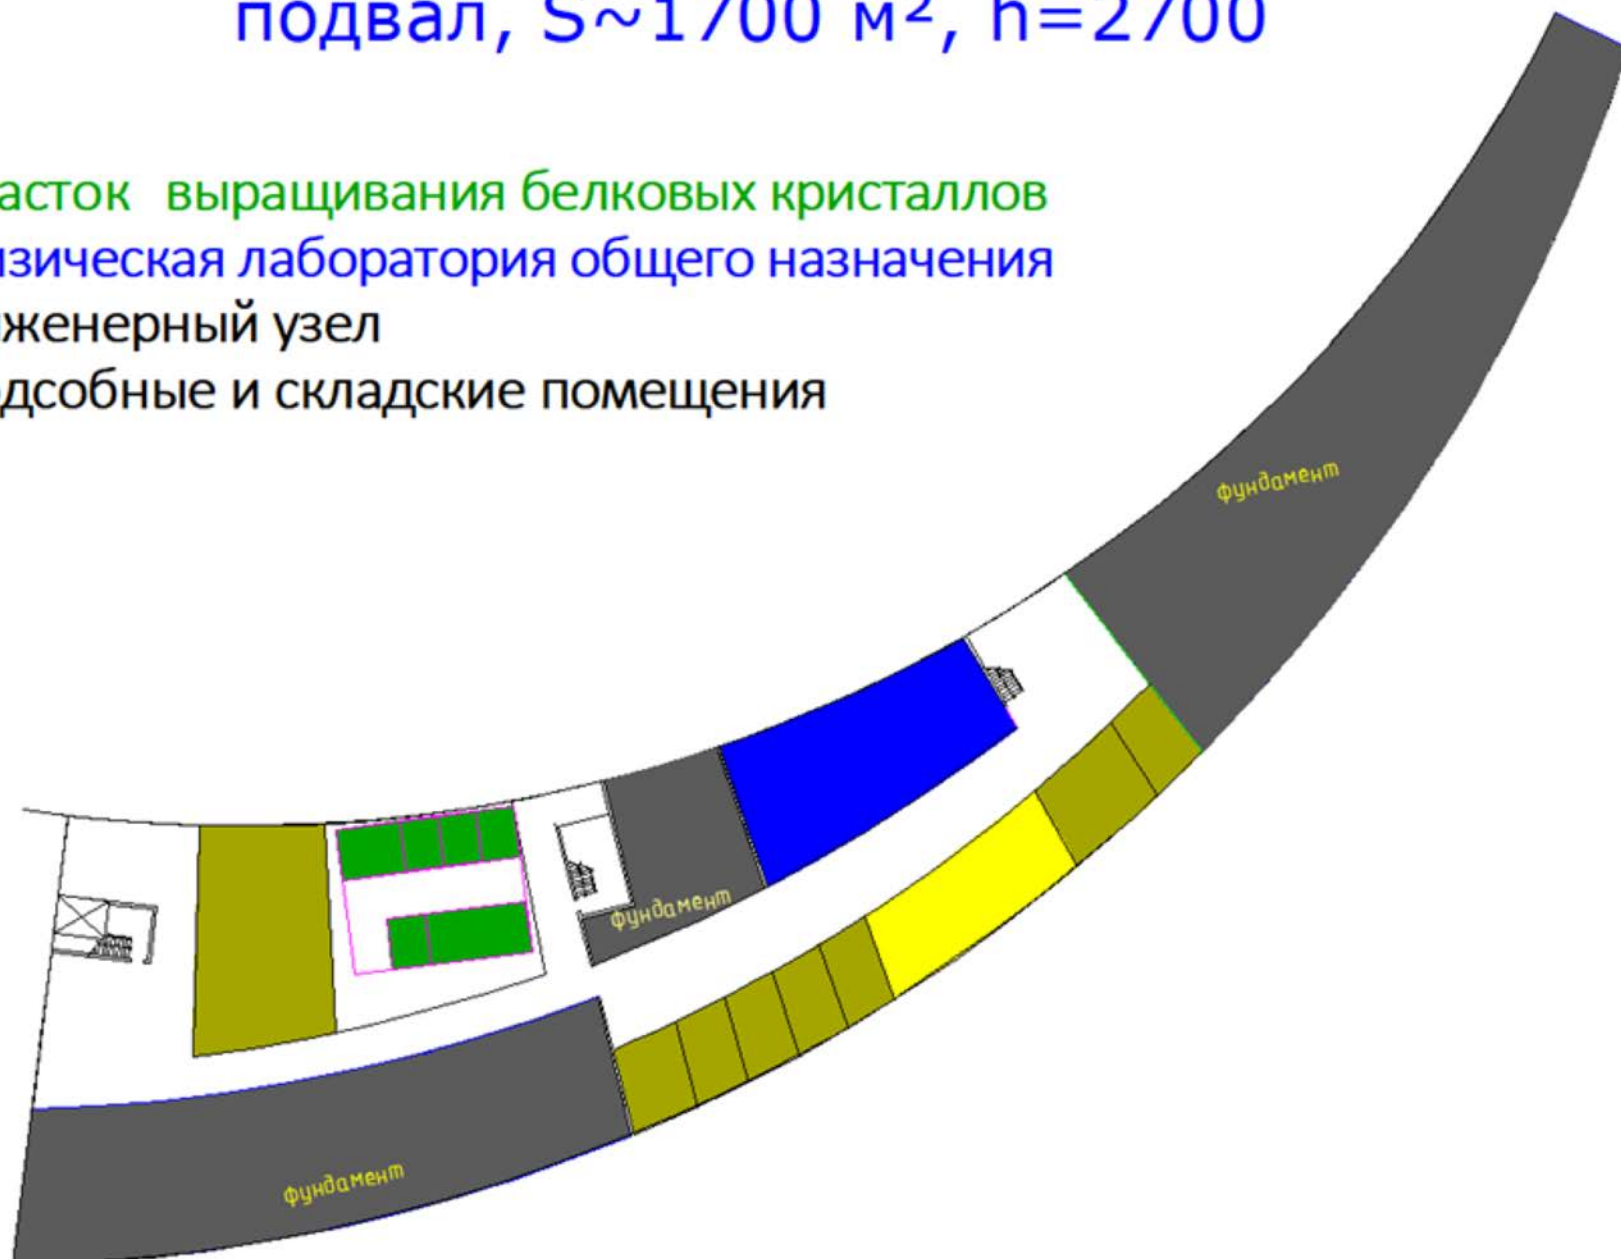 подвал, S~1700 м², h=2700
асток выращивания белковых кристаллов
изическая лаборатория общего назначения
женерный узел
дсобные и складские помещения
фундамент
фундамент
фундамент